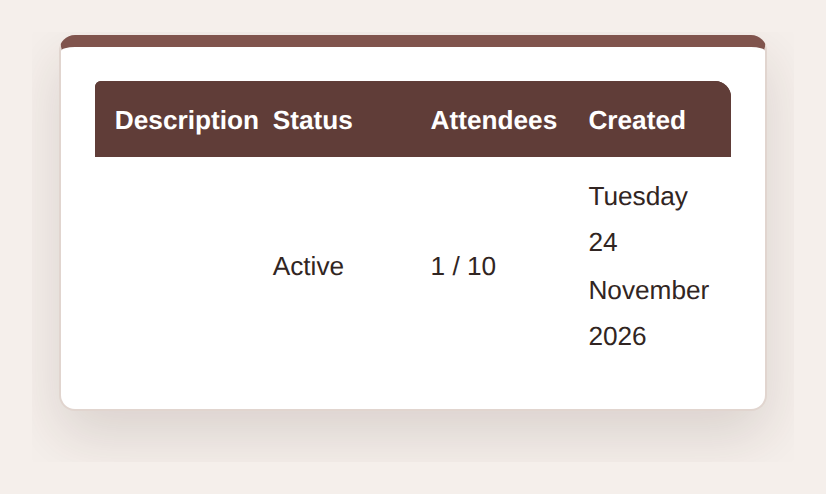 Description Status Attendees Created
Active 1 / 10 Tuesday
24
November
2026